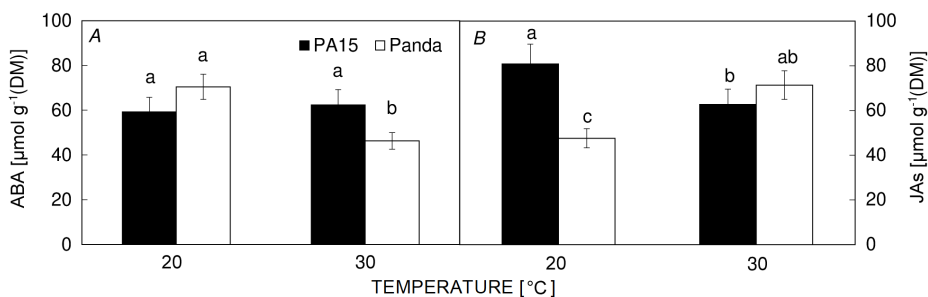 100 A B 100
PA15 Panda
80 a a a a b ab 80
60 b c 60
40 40
20 20
0 0
ABA [µmol g-1(DM)]
JAs [µmol g-1(DM)]
20 30 20 30
TEMPERATURE [°C]